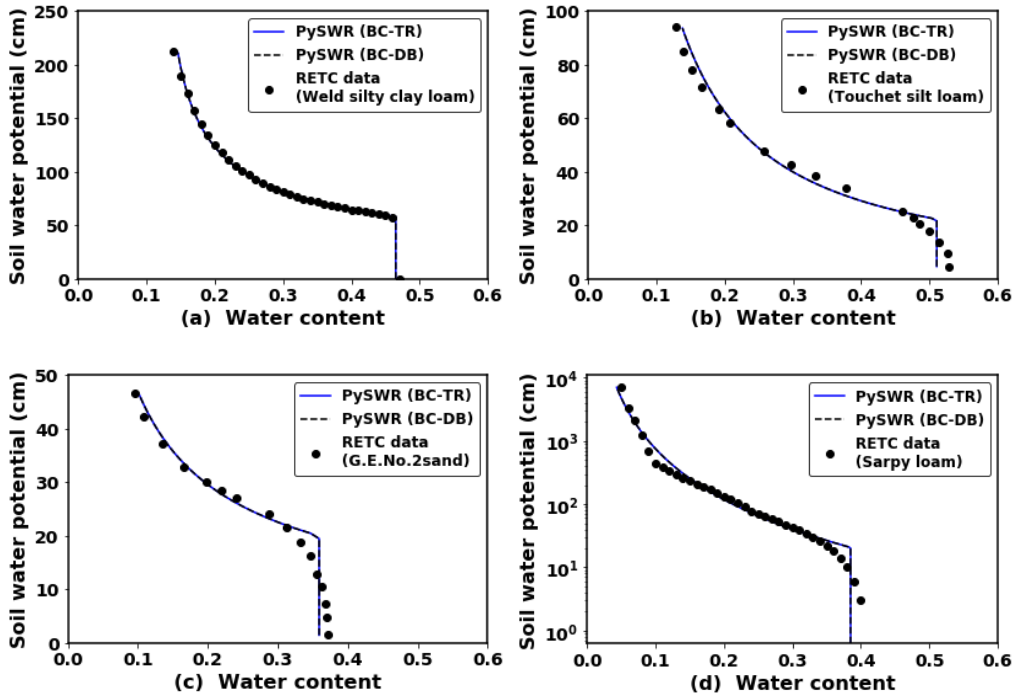 Soil water potential (cm)
250
200
150
100
50
0
PySWR (BC-TR)
PySWR (BC-DB)
RETC data
(Weld silty clay loam)
0.0 0.1 0.2 0.3 0.4 0.5 0.6
(a) Water content
Soil water potential (cm)
100
80
60
40
20
0
PySWR (BC-TR)
PySWR (BC-DB)
RETC data
(Touchet silt loam)
0.0 0.1 0.2 0.3 0.4 0.5 0.6
(b) Water content
Soil water potential (cm)
50
40
30
20
10
0
PySWR (BC-TR)
PySWR (BC-DB)
RETC data
(G.E.No.2sand)
0.0 0.1 0.2 0.3 0.4 0.5 0.6
(c) Water content
Soil water potential (cm)
10⁴
10³
10²
10¹
10⁰
PySWR (BC-TR)
PySWR (BC-DB)
RETC data
(Sarpy loam)
0.0 0.1 0.2 0.3 0.4 0.5 0.6
(d) Water content